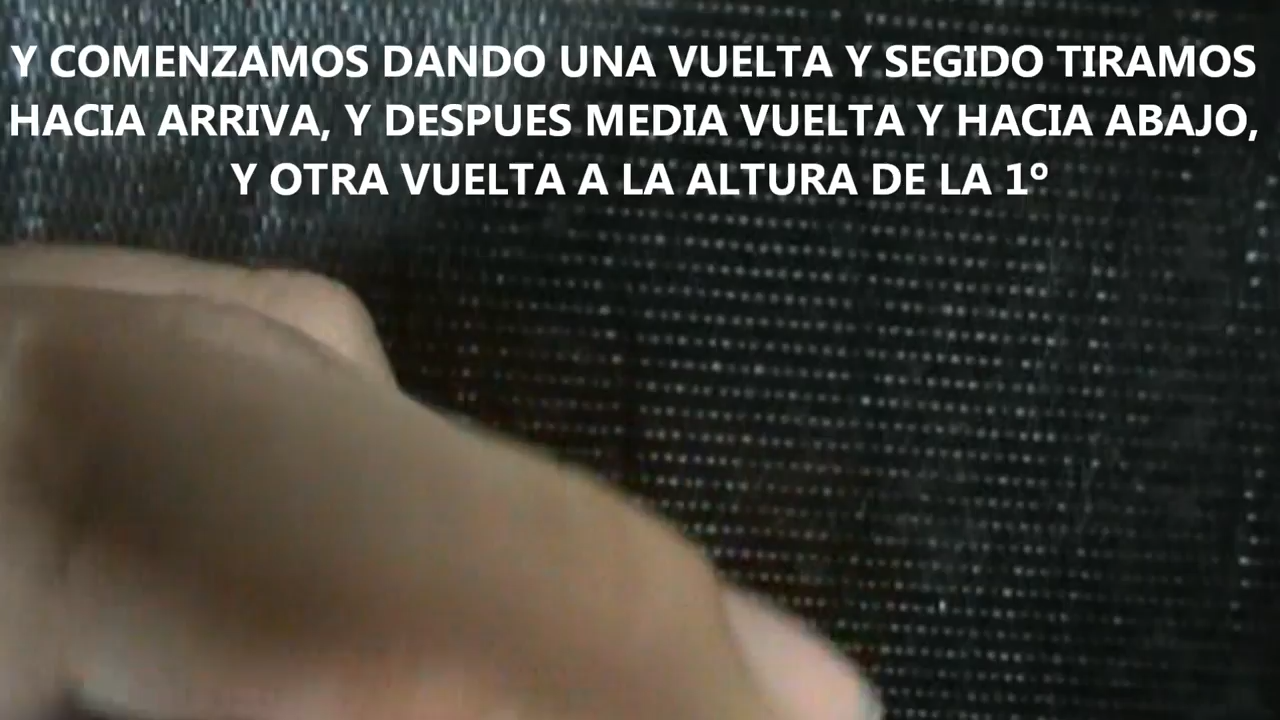 Y COMENZAMOS DANDO UNA VUELTA Y SEGIDO TIRAMOS
HACIA ARRIVA, Y DESPUES MEDIA VUELTA Y HACIA ABAJO,
Y OTRA VUELTA A LA ALTURA DE LA 1º